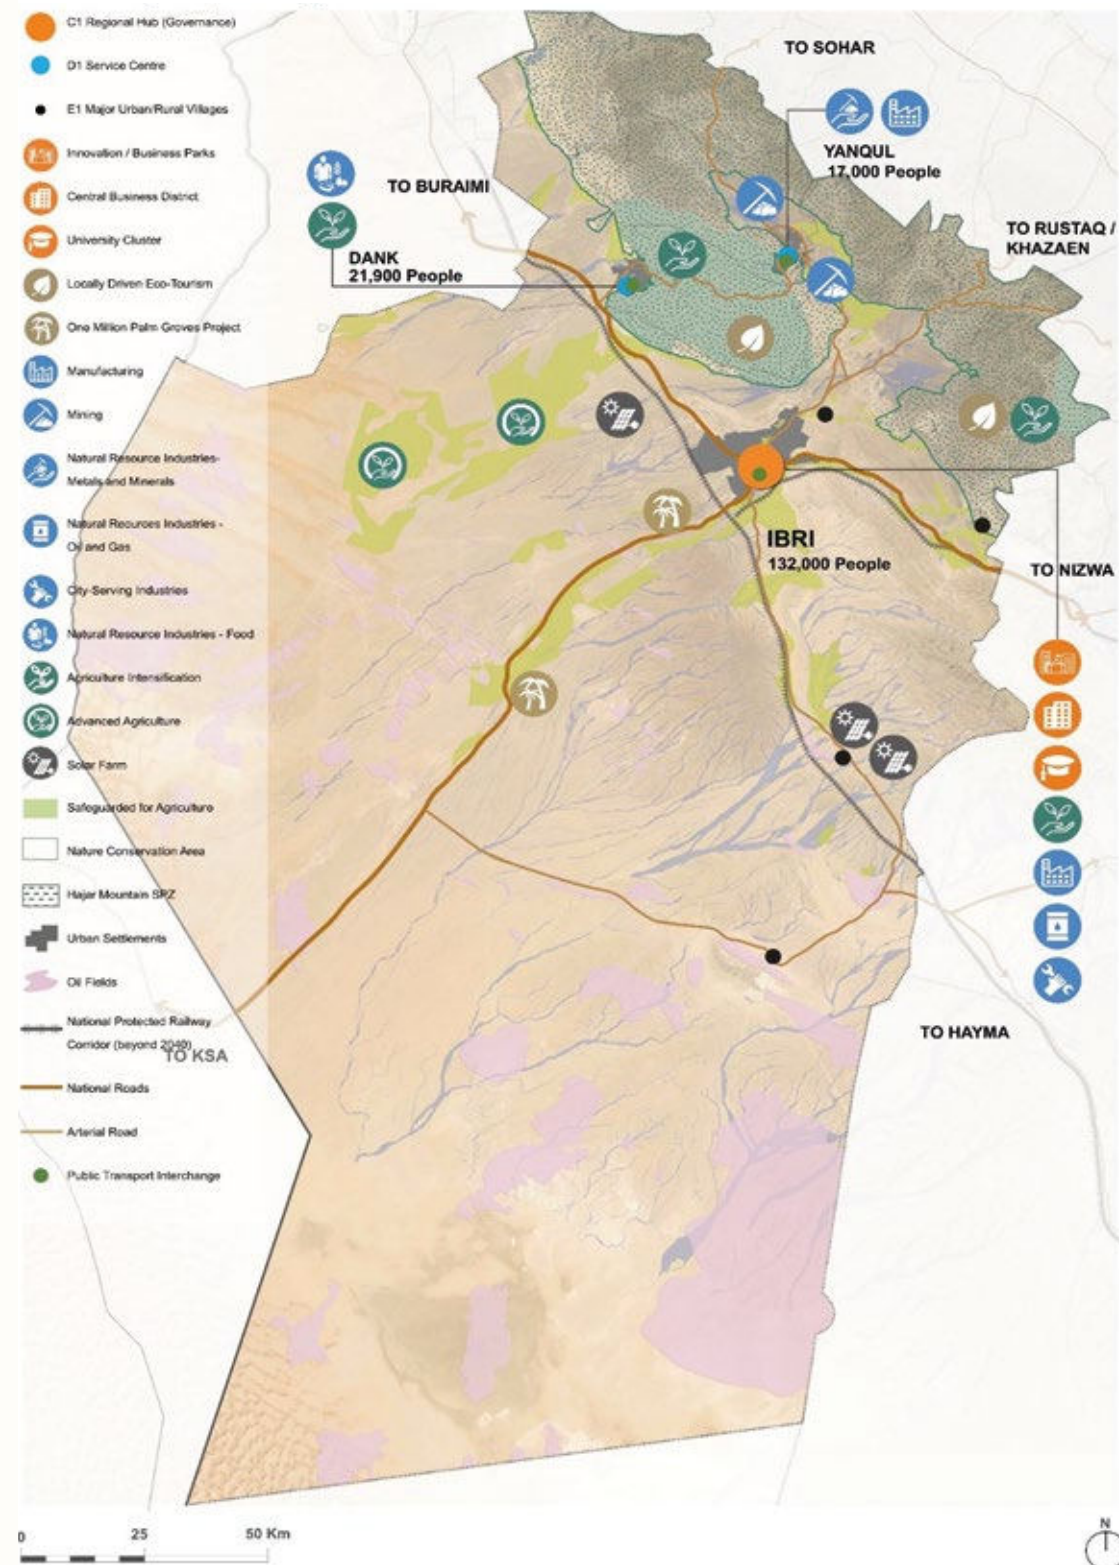 C1 Regional Hub (Governance)
D1 Service Centre
E1 Major Urban/Rural Villages
Innovation / Business Parks
Central Business District
University Cluster
Locally Driven Eco-Tourism
One Million Palm Groves Project
Manufacturing
Mining
Natural Resource Industries-
Metals and Minerals
Natural Recources Industries -
Oil and Gas
City-Serving Industries
Natural Resource Industries - Food
Agriculture Intensification
Advanced Agriculture
Solar Farm
Safeguarded for Agriculture
Nature Conservation Area
Hajar Mountain SPZ
Urban Settlements
Oil Fields
National Protected Railway
Corridor (beyond 2040)
National Roads
Arterial Road
Public Transport Interchange
TO SOHAR
YANQUL
17,000 People
TO BURAIMI
TO RUSTAQ /
KHAZAEN
DANK
21,900 People
IBRI
132,000 People
TO NIZWA
TO HAYMA
TO KSA
0 25 50 Km
N